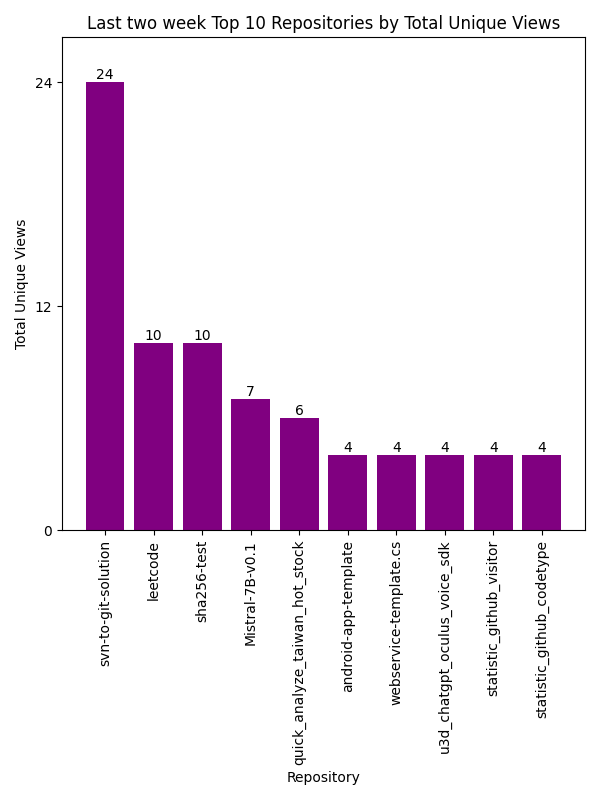 Last two week Top 10 Repositories by Total Unique Views
Total Unique Views
24
12
0
24
10
10
7
6
4
4
4
4
4
svn-to-git-solution
leetcode
sha256-test
Mistral-7B-v0.1
quick_analyze_taiwan_hot_stock
android-app-template
webservice-template.cs
u3d_chatgpt_oculus_voice_sdk
statistic_github_visitor
statistic_github_codetype
Repository